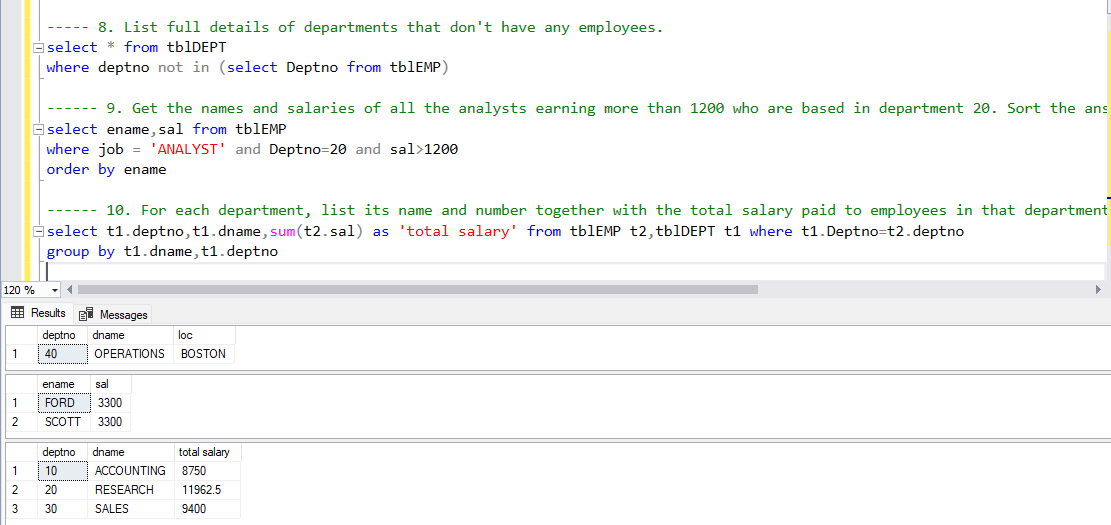 ----- 8. List full details of departments that don't have any employees.
select * from tblDEPT
where deptno not in (select Deptno from tblEMP)
------ 9. Get the names and salaries of all the analysts earning more than 1200 who are based in department 20. Sort the ans
select ename,sal from tblEMP
where job = 'ANALYST' and Deptno=20 and sal>1200
order by ename
------ 10. For each department, list its name and number together with the total salary paid to employees in that department
select t1.deptno,t1.dname,sum(t2.sal) as 'total salary' from tblEMP t2,tblDEPT t1 where t1.Deptno=t2.deptno
group by t1.dname,t1.deptno
120 %
Results Messages
deptno dname loc
1 40 OPERATIONS BOSTON
ename sal
1 FORD 3300
2 SCOTT 3300
deptno dname total salary
1 10 ACCOUNTING 8750
2 20 RESEARCH 11962.5
3 30 SALES 9400